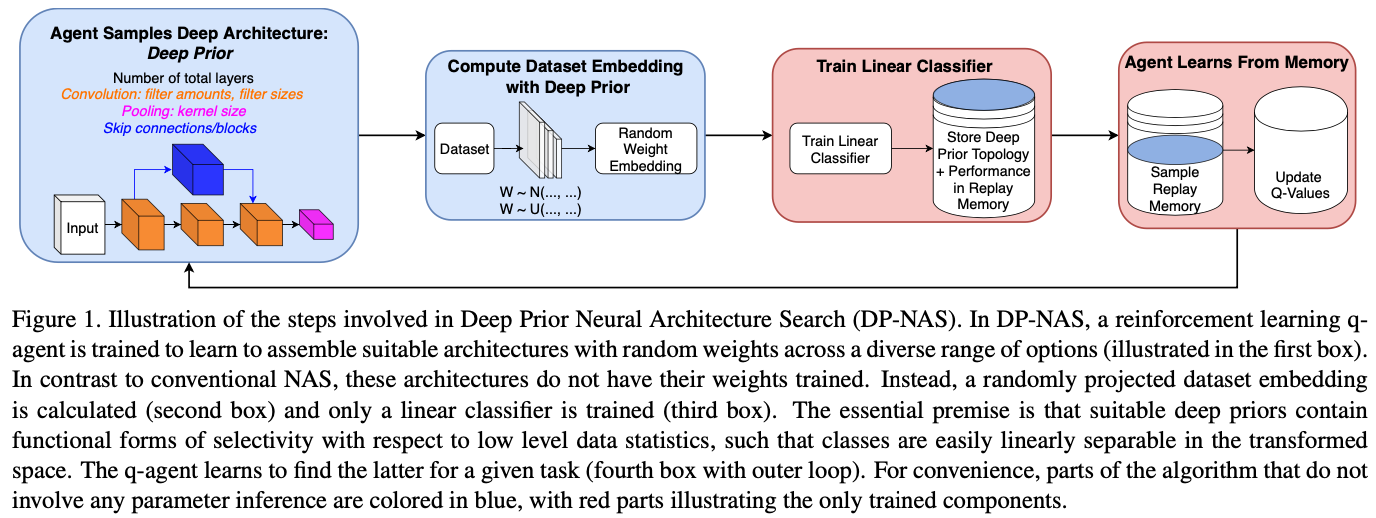 Agent Samples Deep Architecture:
Deep Prior
Number of total layers
Convolution: filter amounts, filter sizes
Pooling: kernel size
Skip connections/blocks
Input
Compute Dataset Embedding
with Deep Prior
Dataset
Random
Weight
Embedding
W ~ N(..., ...)
W ~ U(..., ...)
Train Linear Classifier
Train Linear
Classifier
Store Deep
Prior Topology
+ Performance
in Replay
Memory
Agent Learns From Memory
Sample
Replay
Memory
Update
Q-Values
Figure 1. Illustration of the steps involved in Deep Prior Neural Architecture Search (DP-NAS). In DP-NAS, a reinforcement learning q-
agent is trained to learn to assemble suitable architectures with random weights across a diverse range of options (illustrated in the first box).
In contrast to conventional NAS, these architectures do not have their weights trained. Instead, a randomly projected dataset embedding
is calculated (second box) and only a linear classifier is trained (third box). The essential premise is that suitable deep priors contain
functional forms of selectivity with respect to low level data statistics, such that classes are easily linearly separable in the transformed
space. The q-agent learns to find the latter for a given task (fourth box with outer loop). For convenience, parts of the algorithm that do not
involve any parameter inference are colored in blue, with red parts illustrating the only trained components.